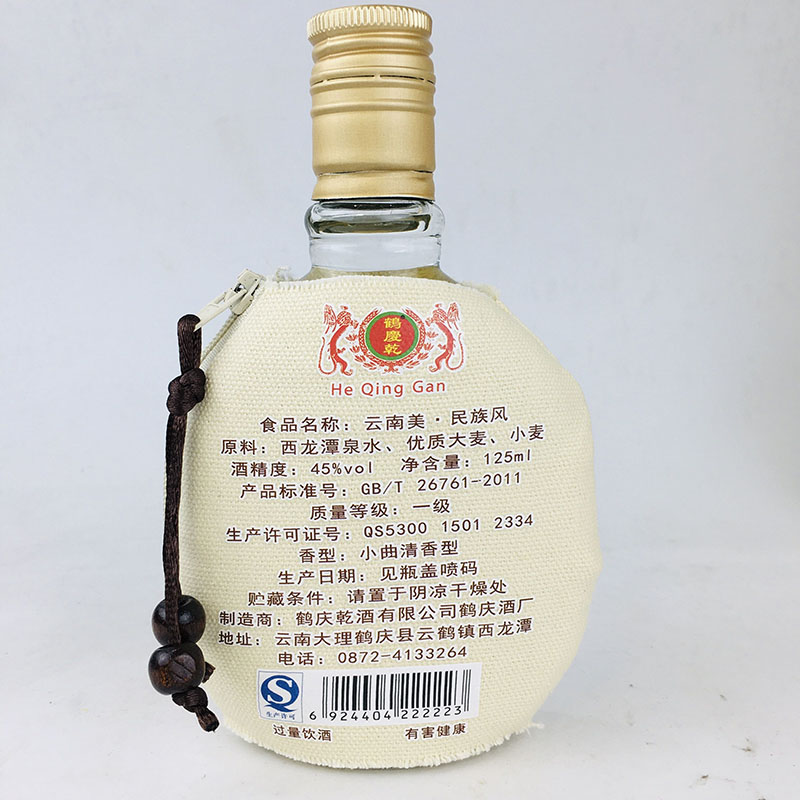 鹤慶乾
He Qing Gan
食品名称：云南美·民族风
原料：西龙潭泉水、优质大麦、小麦
酒精度：45%vol 净含量：125ml
产品标准号：GB/T 26761-2011
质量等级：一级
生产许可证号：QS5300 1501 2334
香型：小曲清香型
生产日期：见瓶盖喷码
贮藏条件：请置于阴凉干燥处
制造商：鹤庆乾酒有限公司鹤庆酒厂
地址：云南大理鹤庆县云鹤镇西龙潭
电话：0872-4133264
生产许可
6 924404 222223
过量饮酒 有害健康